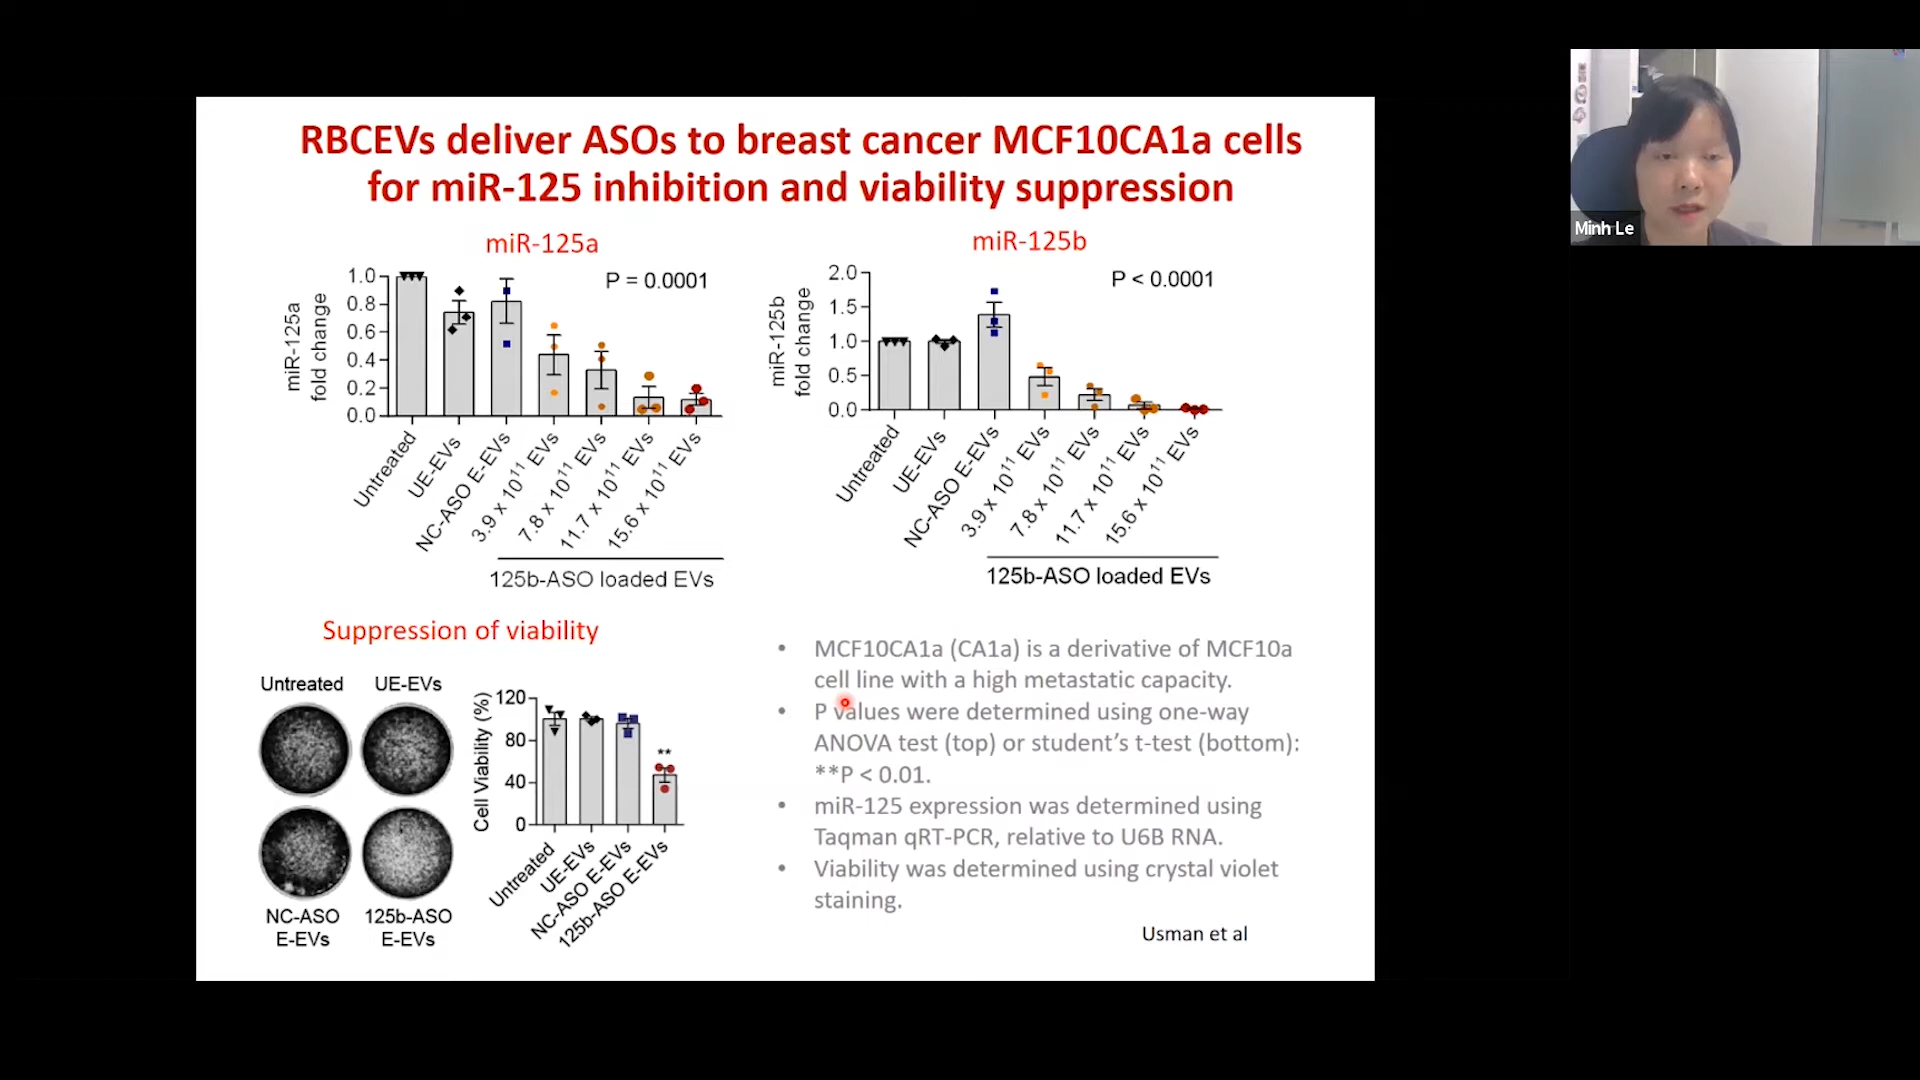 RBCEVs deliver ASOs to breast cancer MCF10CA1a cells
for miR-125 inhibition and viability suppression
miR-125a
miR-125a
fold change
1.0
0.8
0.6
0.4
0.2
0.0
P = 0.0001
Untreated
UE-EVs
NC-ASO E-EVs
3.9 x 10¹¹ EVs
7.8 x 10¹¹ EVs
11.7 x 10¹¹ EVs
15.6 x 10¹¹ EVs
125b-ASO loaded EVs
miR-125b
miR-125b
fold change
2.0
1.5
1.0
0.5
0.0
P < 0.0001
Untreated
UE-EVs
NC-ASO E-EVs
3.9 x 10¹¹ EVs
7.8 x 10¹¹ EVs
11.7 x 10¹¹ EVs
15.6 x 10¹¹ EVs
125b-ASO loaded EVs
Suppression of viability
Untreated
UE-EVs
NC-ASO
E-EVs
125b-ASO
E-EVs
Cell Viability (%)
120
80
40
0
**
Untreated
UE-EVs
NC-ASO E-EVs
125b-ASO E-EVs
• MCF10CA1a (CA1a) is a derivative of MCF10a
cell line with a high metastatic capacity.
• P values were determined using one-way
ANOVA test (top) or student’s t-test (bottom):
**P < 0.01.
• miR-125 expression was determined using
Taqman qRT-PCR, relative to U6B RNA.
• Viability was determined using crystal violet
staining.
Usman et al
Minh Le